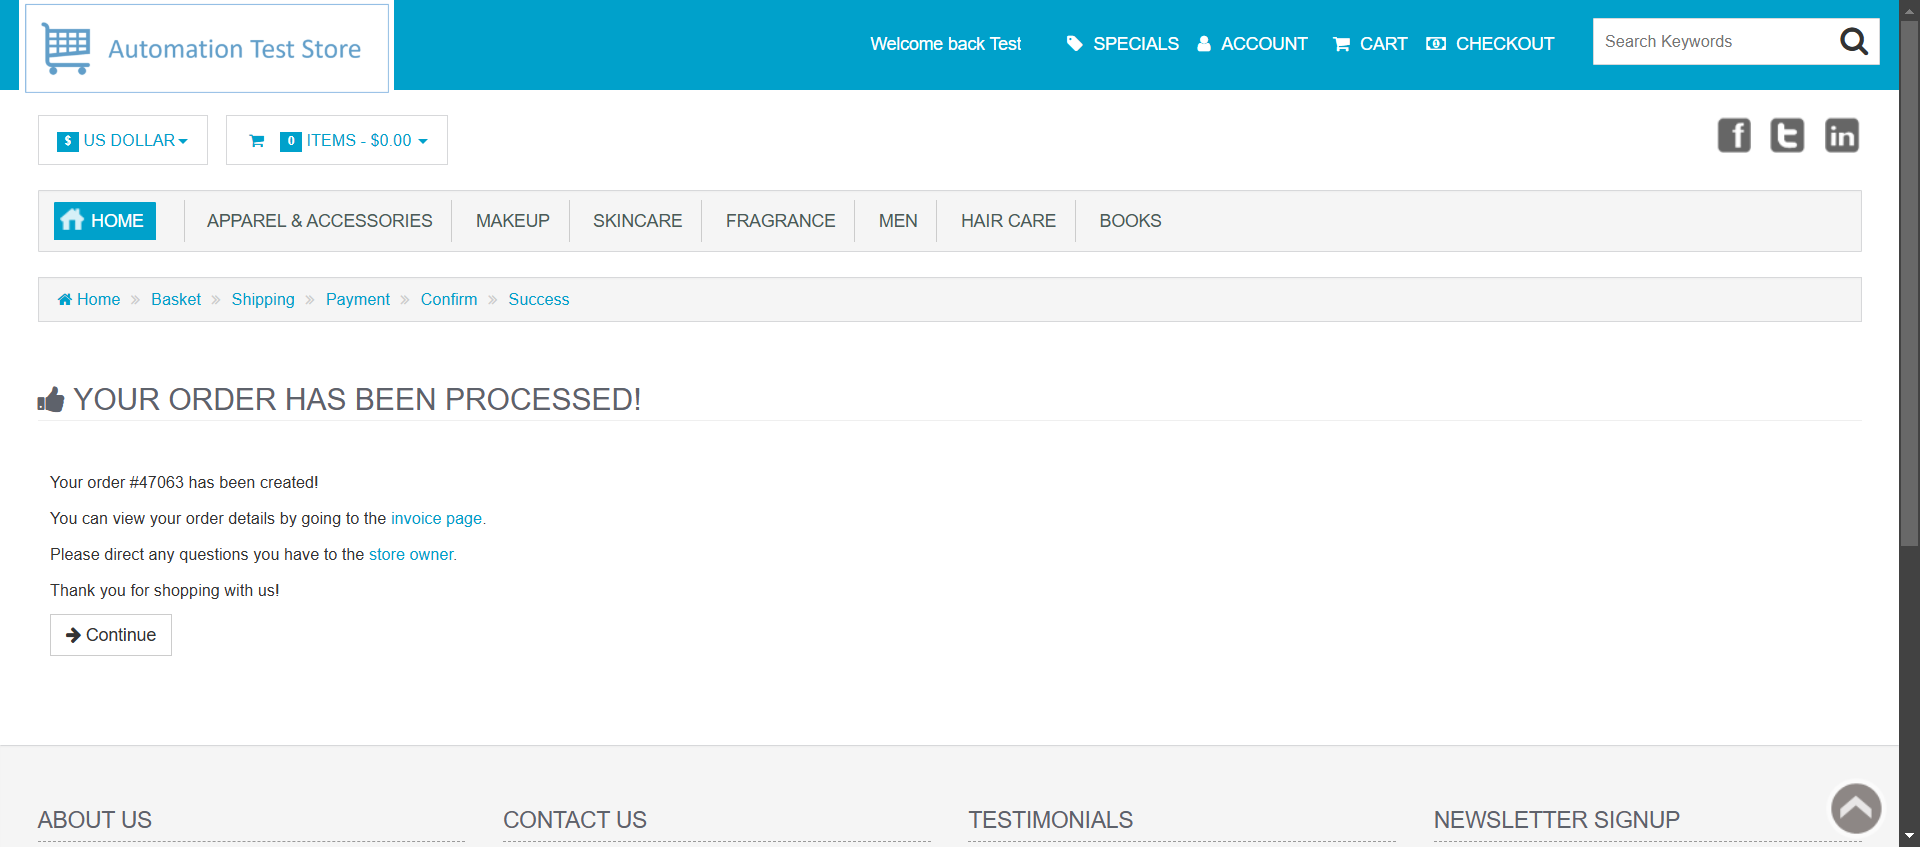 Automation Test Store
Welcome back Test
SPECIALS
ACCOUNT
CART
CHECKOUT
Search Keywords
$ US DOLLAR
0 ITEMS - $0.00
HOME
APPAREL & ACCESSORIES
MAKEUP
SKINCARE
FRAGRANCE
MEN
HAIR CARE
BOOKS
Home » Basket » Shipping » Payment » Confirm » Success
YOUR ORDER HAS BEEN PROCESSED!
Your order #47063 has been created!
You can view your order details by going to the invoice page.
Please direct any questions you have to the store owner.
Thank you for shopping with us!
Continue
ABOUT US
CONTACT US
TESTIMONIALS
NEWSLETTER SIGNUP